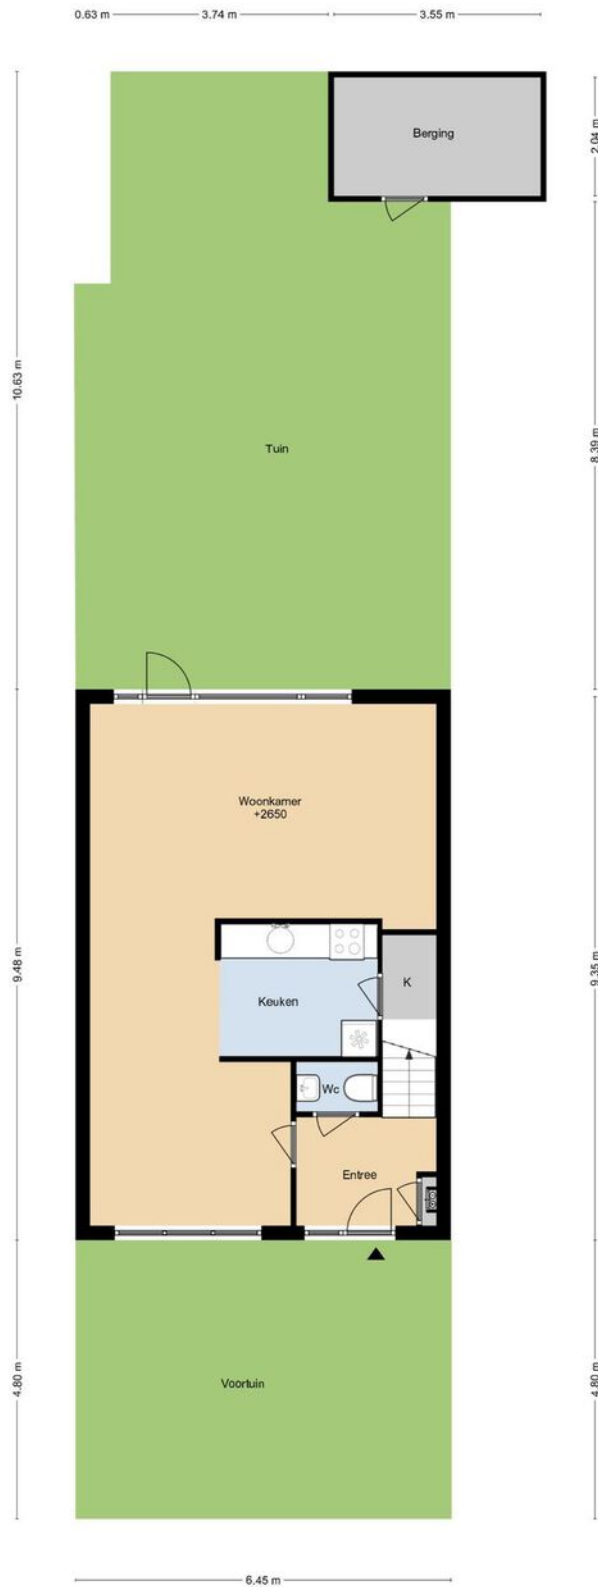 0.63 m
3.74 m
3.55 m
Berging
2.04 m
10.63 m
8.39 m
Tuin
Woonkamer
+2650
9.48 m
9.35 m
K
Keuken
Wc
Entree
4.80 m
4.80 m
Voortuin
6.45 m